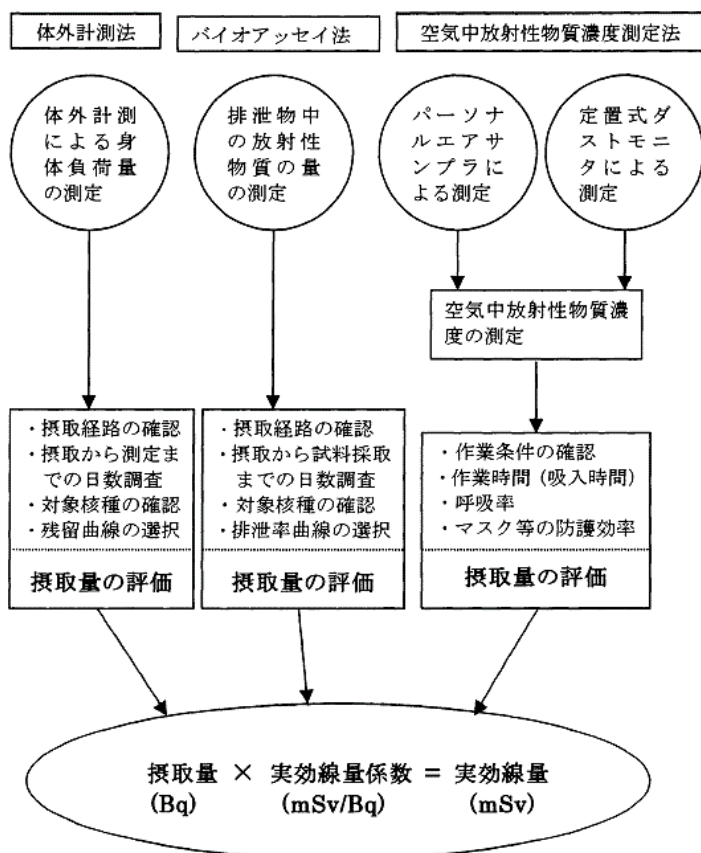 体外計測法
バイオアッセイ法
空気中放射性物質濃度測定法
体外計測
による身
体負荷量
の測定
排泄物中
の放射性
物質の量
の測定
パーソナ
ルエアサ
ンプラに
よる測定
定置式ダ
ストモニ
タによる
測定
空気中放射性物質濃
度の測定
・摂取経路の確認
・摂取から測定ま
での日数調査
・対象核種の確認
・残留曲線の選択
摂取量の評価
・摂取経路の確認
・摂取から試料採取
までの日数調査
・対象核種の確認
・排泄率曲線の選択
摂取量の評価
・作業条件の確認
・作業時間(吸入時間)
・呼吸率
・マスク等の防護効率
摂取量の評価
摂取量 × 実効線量係数 = 実効線量
(Bq) (mSv/Bq) (mSv)